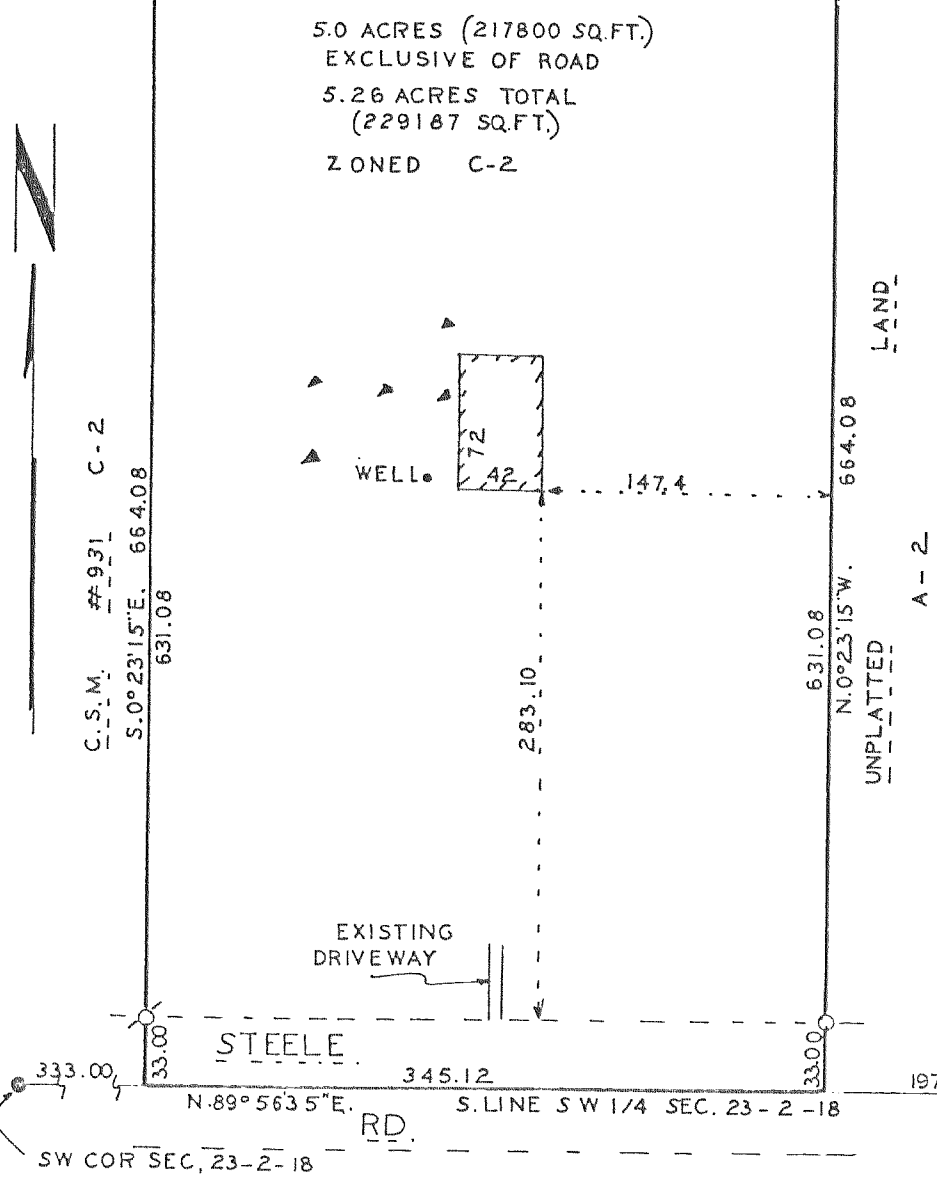 5.0 ACRES (217800 SQ.FT.)
EXCLUSIVE OF ROAD
5.26 ACRES TOTAL
(229187 SQ.FT.)
ZONED C-2
N
C.S.M. #931 C-2
S.0°23'15"E. 664.08
631.08
WELL
72
42
147.4
283.10
664.08
N.0°23'15"W.
631.08
UNPLATTED LAND
A-2
EXISTING
DRIVEWAY
STEELE
333.00
33.00
345.12
33.00
197
N.89°56'35"E.
S.LINE SW 1/4 SEC. 23-2-18
RD.
SW COR SEC, 23-2-18